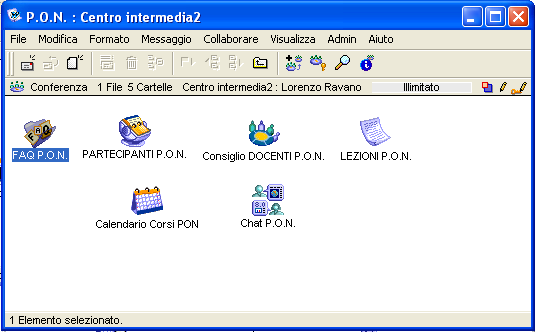 P.O.N. : Centro intermedia2
File Modifica Formato Messaggio Collaborare Visualizza Admin Aiuto
Conferenza 1 File 5 Cartelle Centro intermedia2 : Lorenzo Ravano Illimitato
FAQ P.O.N. PARTECIPANTI P.O.N. Consiglio DOCENTI P.O.N. LEZIONI P.O.N.
Calendario Corsi PON Chat P.O.N.
1 Elemento selezionato.